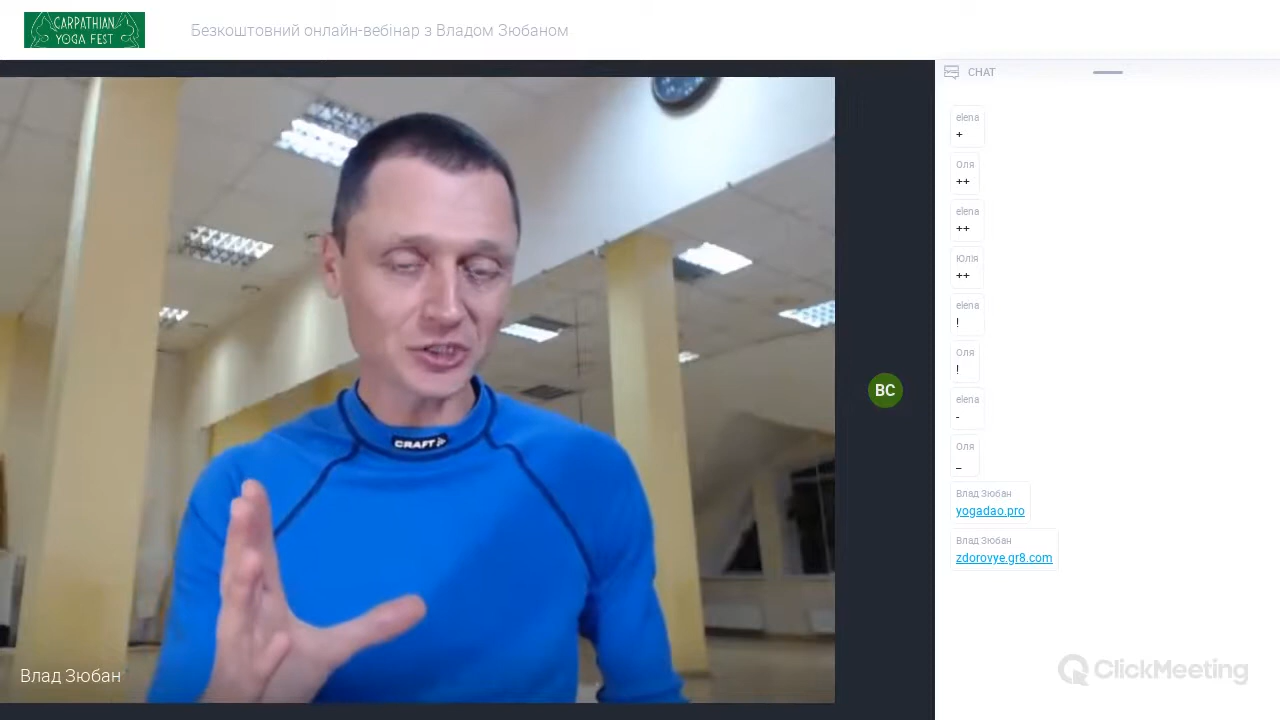 CARPATHIAN
YOGA FEST
Безкоштовний онлайн-вебінар з Владом Зюбаном
CHAT
elena
+
Оля
++
elena
++
Юлія
++
elena
!
Оля
!
elena
-
Оля
_
Влад Зюбан
yogadao.pro
Влад Зюбан
zdorovye.gr8.com
CRAFT
BC
Влад Зюбан
ClickMeeting